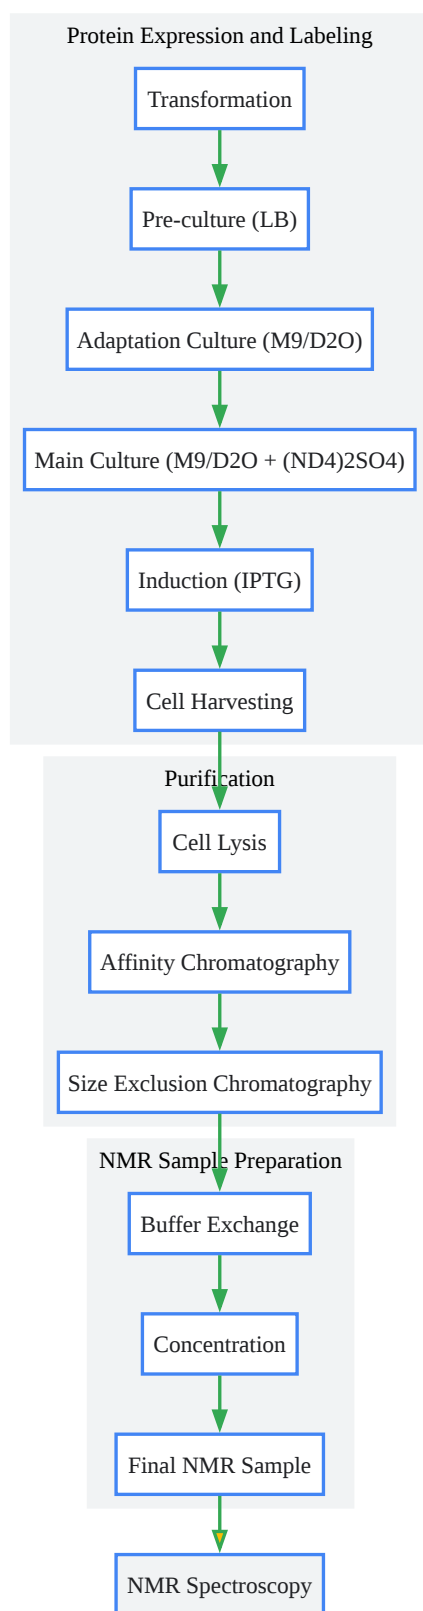 Protein Expression and Labeling
Transformation
Pre-culture (LB)
Adaptation Culture (M9/D2O)
Main Culture (M9/D2O + (ND4)2SO4)
Induction (IPTG)
Cell Harvesting
Purification
Cell Lysis
Affinity Chromatography
Size Exclusion Chromatography
NMR Sample Preparation
Buffer Exchange
Concentration
Final NMR Sample
NMR Spectroscopy